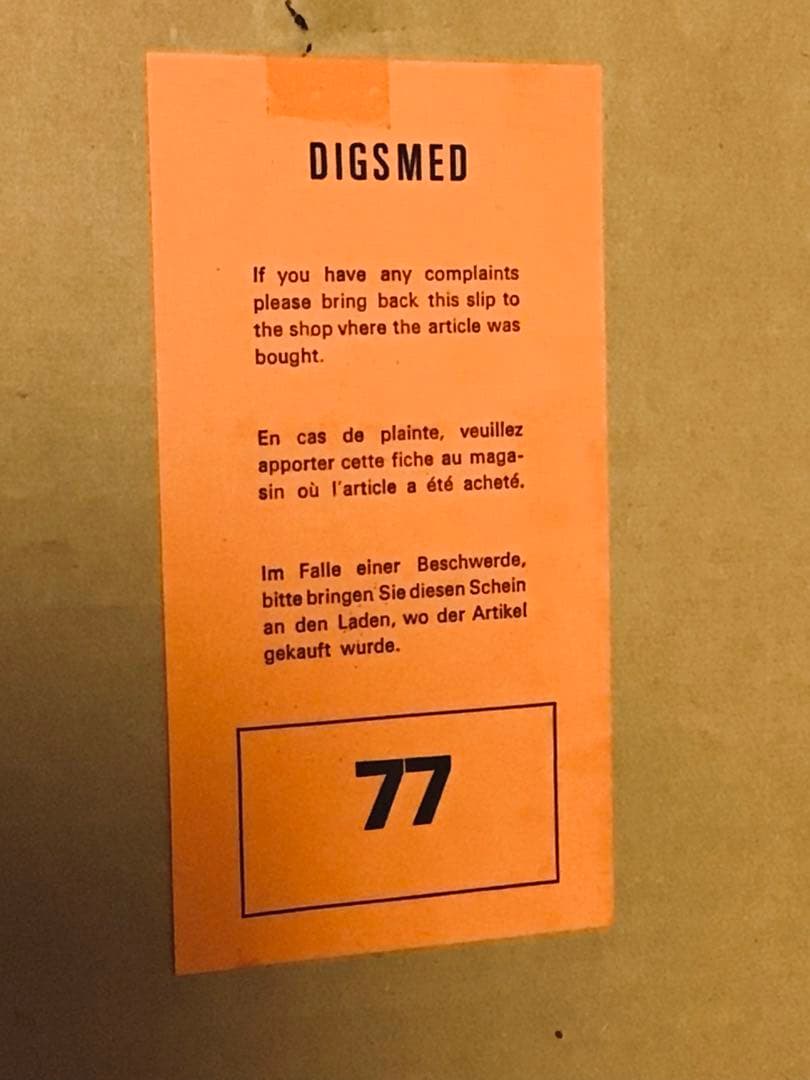 DIGSMED
If you have any complaints
please bring back this slip to
the shop vhere the article was
bought.
En cas de plainte, veuillez
apporter cette fiche au maga-
sin où l'article a été acheté.
Im Falle einer Beschwerde,
bitte bringen Sie diesen Schein
an den Laden, wo der Artikel
gekauft wurde.
77